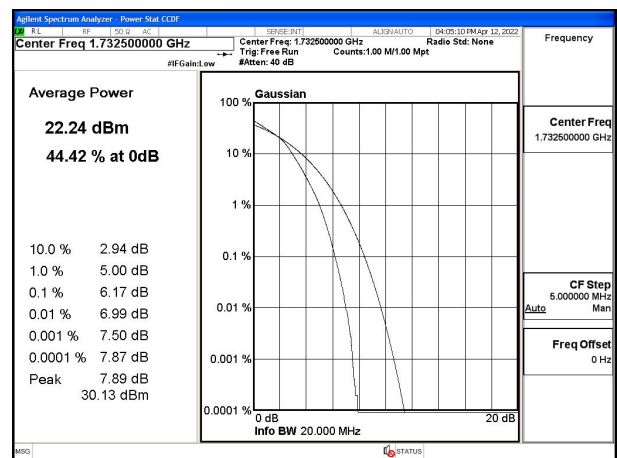 Agilent Spectrum Analyzer - Power Stat CCDF
RL RF 50 Ω AC SENSE:INT ALIGN AUTO 04:05:10 PM Apr 12, 2022
Center Freq 1.732500000 GHz
Center Freq: 1.732500000 GHz Radio Std: None
Trig: Free Run Counts:1.00 M/1.00 Mpt
#IFGain:Low #Atten: 40 dB
Frequency
Average Power
22.24 dBm
44.42 % at 0dB
10.0 % 2.94 dB
1.0 % 5.00 dB
0.1 % 6.17 dB
0.01 % 6.99 dB
0.001 % 7.50 dB
0.0001 % 7.87 dB
Peak 7.89 dB
30.13 dBm
Gaussian
100 %
10 %
1 %
0.1 %
0.01 %
0.001 %
0.0001 %
0 dB 20 dB
Info BW 20.000 MHz
Center Freq
1.732500000 GHz
CF Step
5.000000 MHz
Auto Man
Freq Offset
0 Hz
MSG STATUS